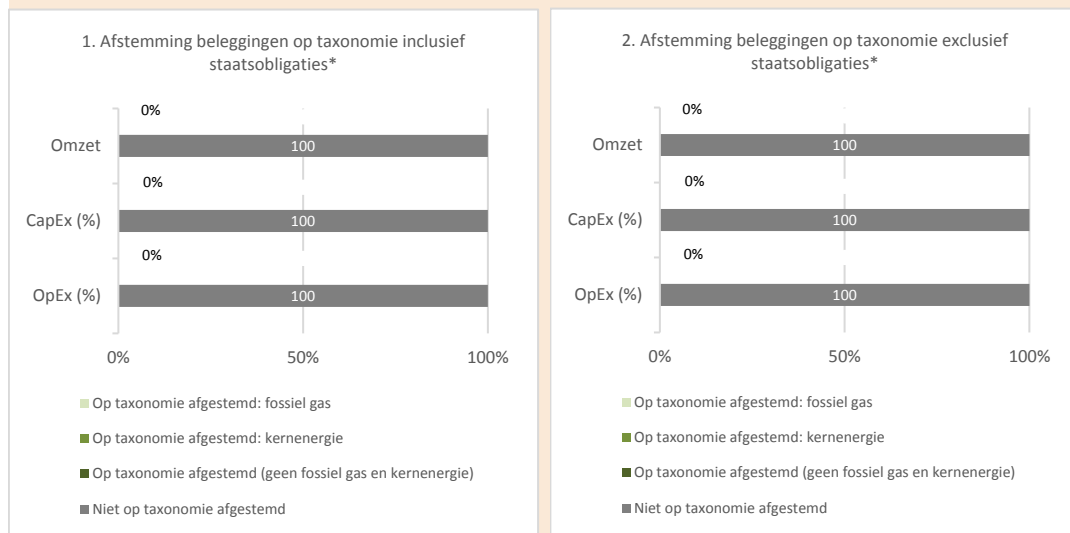 1. Afstemming beleggingen op taxonomie inclusief
staatsobligaties*
0%
Omzet
100
0%
CapEx (%)
100
0%
OpEx (%)
100
0%
50%
100%
Op taxonomie afgestemd: fossiel gas
Op taxonomie afgestemd: kernenergie
Op taxonomie afgestemd (geen fossiel gas en kernenergie)
Niet op taxonomie afgestemd
2. Afstemming beleggingen op taxonomie exclusief
staatsobligaties*
0%
Omzet
100
0%
CapEx (%)
100
0%
OpEx (%)
100
0%
50%
100%
Op taxonomie afgestemd: fossiel gas
Op taxonomie afgestemd: kernenergie
Op taxonomie afgestemd (geen fossiel gas en kernenergie)
Niet op taxonomie afgestemd